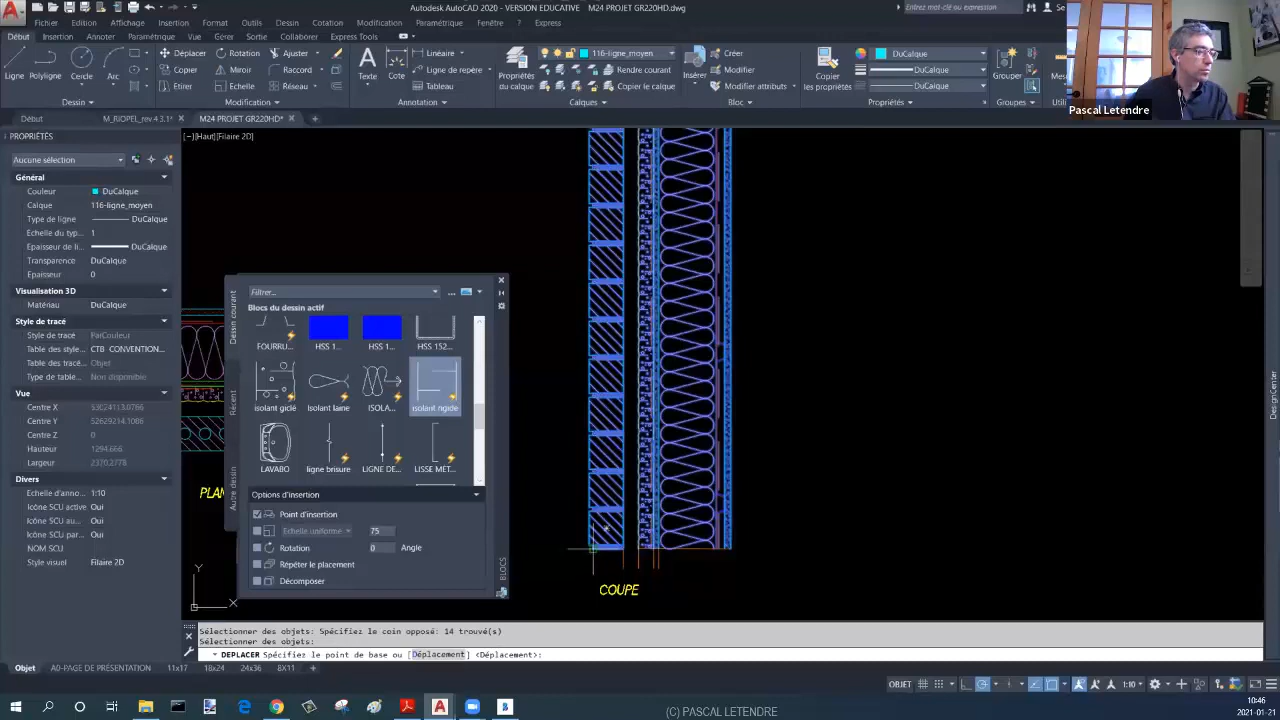 Autodesk AutoCAD 2020 - VERSION EDUCATIVE M24 PROJET GR220HD.dwg
Entrez mot-clé ou expression
Fichier Edition Affichage Insertion Format Outils Dessin Cotation Modification Paramétrique Fenêtre ? Express
Début Insertion Annoter Paramétrique Vue Gérer Sortie Collaborer Express Tools
Ligne Polyligne Cercle Arc
Déplacer Rotation Ajuster
Copier Miroir Raccord
Etirer Echelle Réseau
Texte Cote
Linéaire
Ligne de repère
Tableau
Propriétés du calque
116-ligne_moyen
Rendre courant
Copier le calque
Insérer
Créer
Modifier
Modifier attributs
Copier les propriétés
DuCalque
DuCalque
DuCalque
Grouper
Dessin Modification Annotation Calques Bloc Propriétés Groupes
Pascal Letendre
Début M_RIOPEL_rev.4.3.1* M24 PROJET GR220HD*
PROPRIÉTÉS
[−][Haut][Filaire 2D]
Aucune sélection
Général
Couleur DuCalque
Calque 116-ligne_moyen
Type de ligne DuCalque
Echelle du typ... 1
Epaisseur de li... DuCalque
Transparence DuCalque
Epaisseur 0
Visualisation 3D
Matériau DuCalque
Style de tracé
Style de tracé ParCouleur
Table des style... CTB CONVENTION...
Table des tracé... Objet
Type de table... Non disponible
Vue
Centre X 53024113.0786
Centre Y 52629214.1086
Centre Z 0
Hauteur 1294.666
Largeur 2370.2778
Divers
Echelle d'anno... 1:10
Icône SCU active Oui
Icône SCU au... Oui
Icône SCU par... Oui
NOM SCU
Style visuel Filaire 2D
Filtrer...
Blocs du dessin actif
FOURRU... HSS 1... HSS 1... HSS 152...
isolant giclé Isolant laine ISOLA... isolant rigide
LAVABO ligne brisure LIGNE DE... LISSE MÉT...
Options d'insertion
Point d'insertion
Echelle uniforme 75
Rotation 0 Angle
Répéter le placement
Décomposer
Dessin courant
Récent
Autre dessin
BLOCS
DesignCenter
PLAN
COUPE
Y
X
Sélectionner des objets: Spécifiez le coin opposé: 14 trouvé(s)
Sélectionner des objets:
DEPLACER Spécifiez le point de base ou [Déplacement] <Déplacement>:
Objet A0-PAGE DE PRÉSENTATION 11x17 18x24 24x36 8X11
OBJET 1:10
10:46
2021-01-21
(C) PASCAL LETENDRE